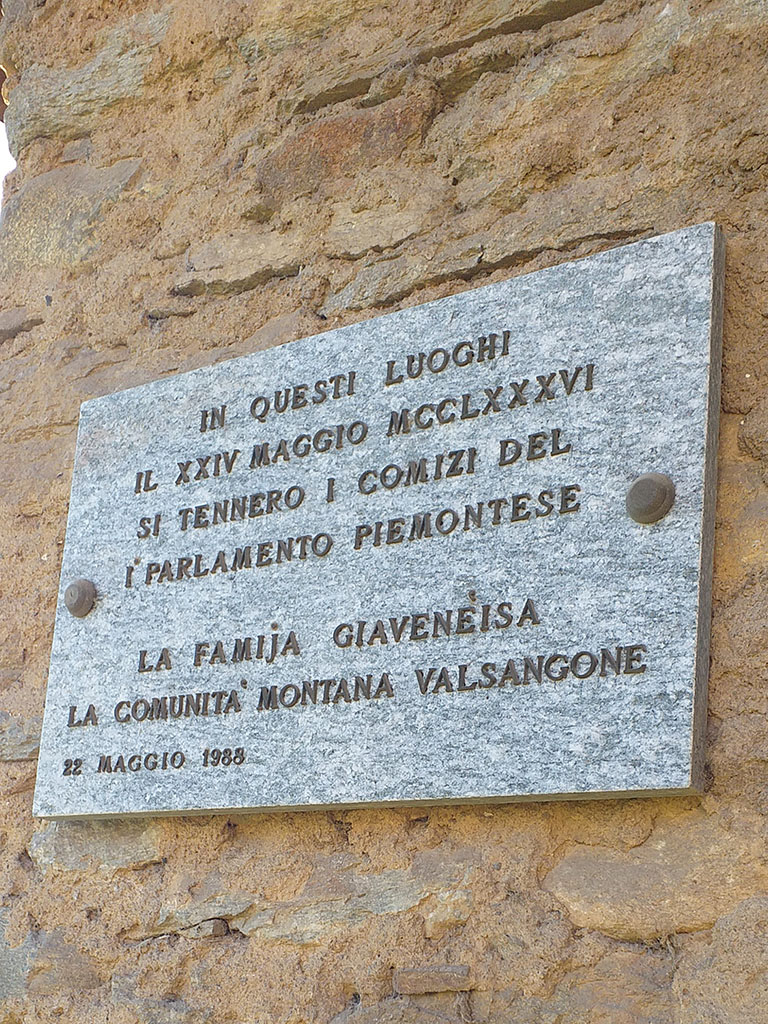 IN QUESTI LUOGHI
IL XXIV MAGGIO MCCLXXXVI
SI TENNERO I COMIZI DEL
I° PARLAMENTO PIEMONTESE
LA FAMIJA GIAVENEISA
LA COMUNITA' MONTANA VALSANGONE
22 MAGGIO 1988